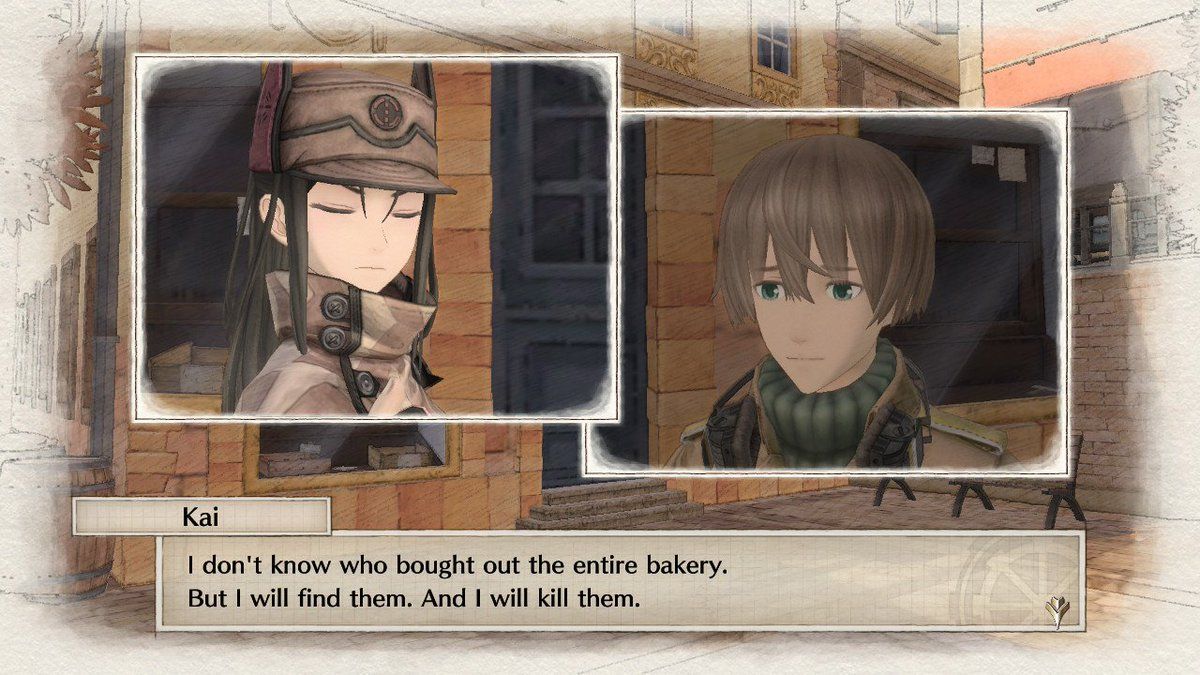 Kai
I don't know who bought out the entire bakery.
But I will find them. And I will kill them.